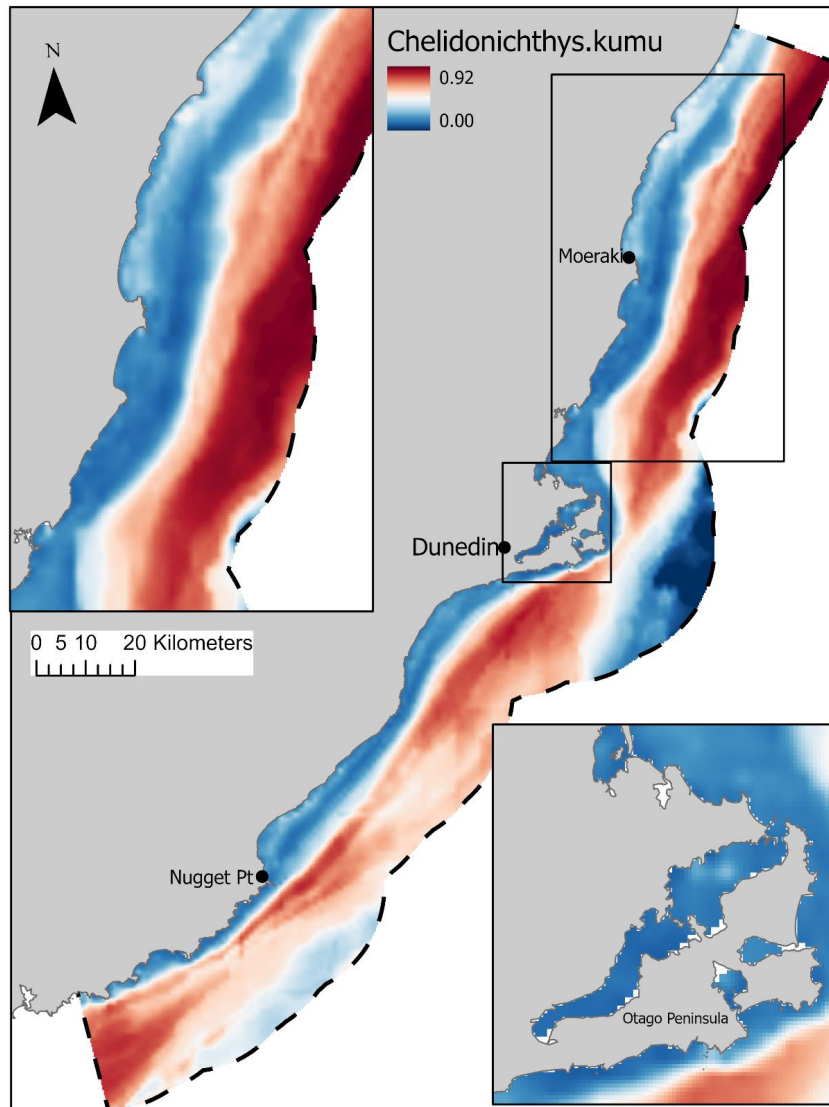 N
Chelidonichthys.kumu
0.92
0.00
Moeraki
Dunedin
0 5 10 20 Kilometers
Nugget Pt
Otago Peninsula